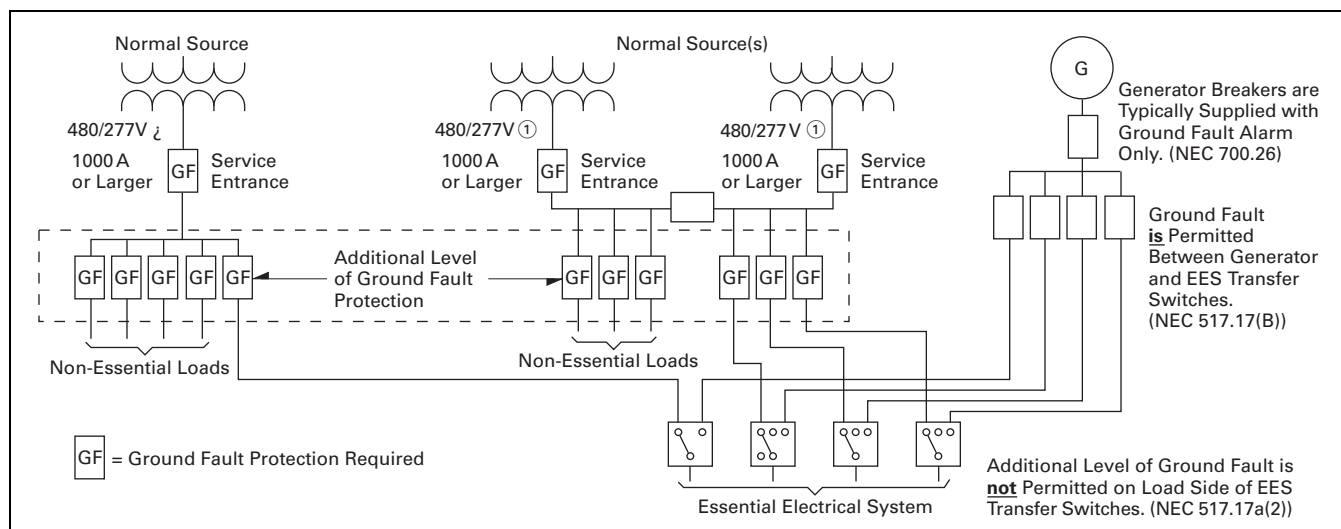 Normal Source
Normal Source(s)
G
Generator Breakers are
Typically Supplied with
Ground Fault Alarm
Only. (NEC 700.26)
480/277V ¿
480/277V ①
480/277V ①
1000 A
or Larger
GF
Service
Entrance
1000 A
or Larger
GF
Service
Entrance
1000 A
or Larger
GF
Service
Entrance
Ground Fault
is Permitted
Between Generator
and EES Transfer
Switches.
(NEC 517.17(B))
GF GF GF GF GF
Additional Level
of Ground Fault
Protection
GF GF GF
GF GF GF
Non-Essential Loads
Non-Essential Loads
GF = Ground Fault Protection Required
Essential Electrical System
Additional Level of Ground Fault is
not Permitted on Load Side of EES
Transfer Switches. (NEC 517.17a(2))